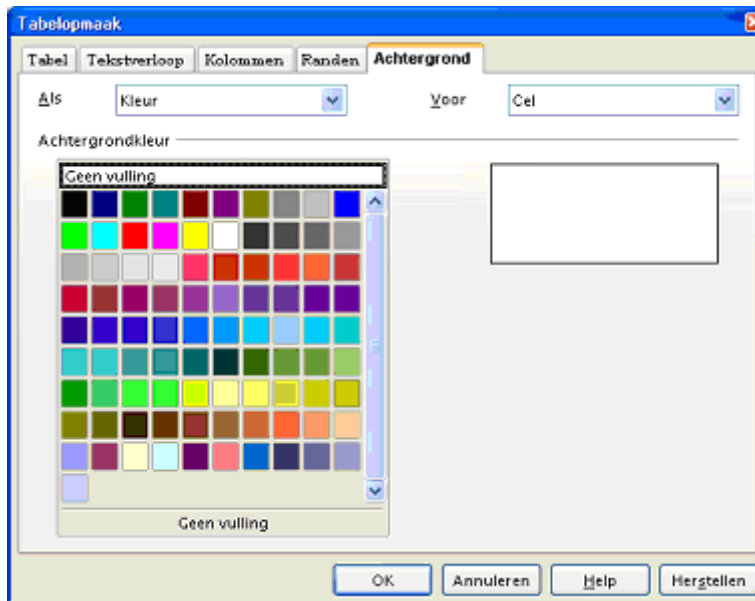 Tabelopmaak
Tabel Tekstverloop Kolommen Randen Achtergrond
Als Kleur Voor Cel
Achtergrondkleur
Geen vulling
Geen vulling
OK Annuleren Help Herstellen